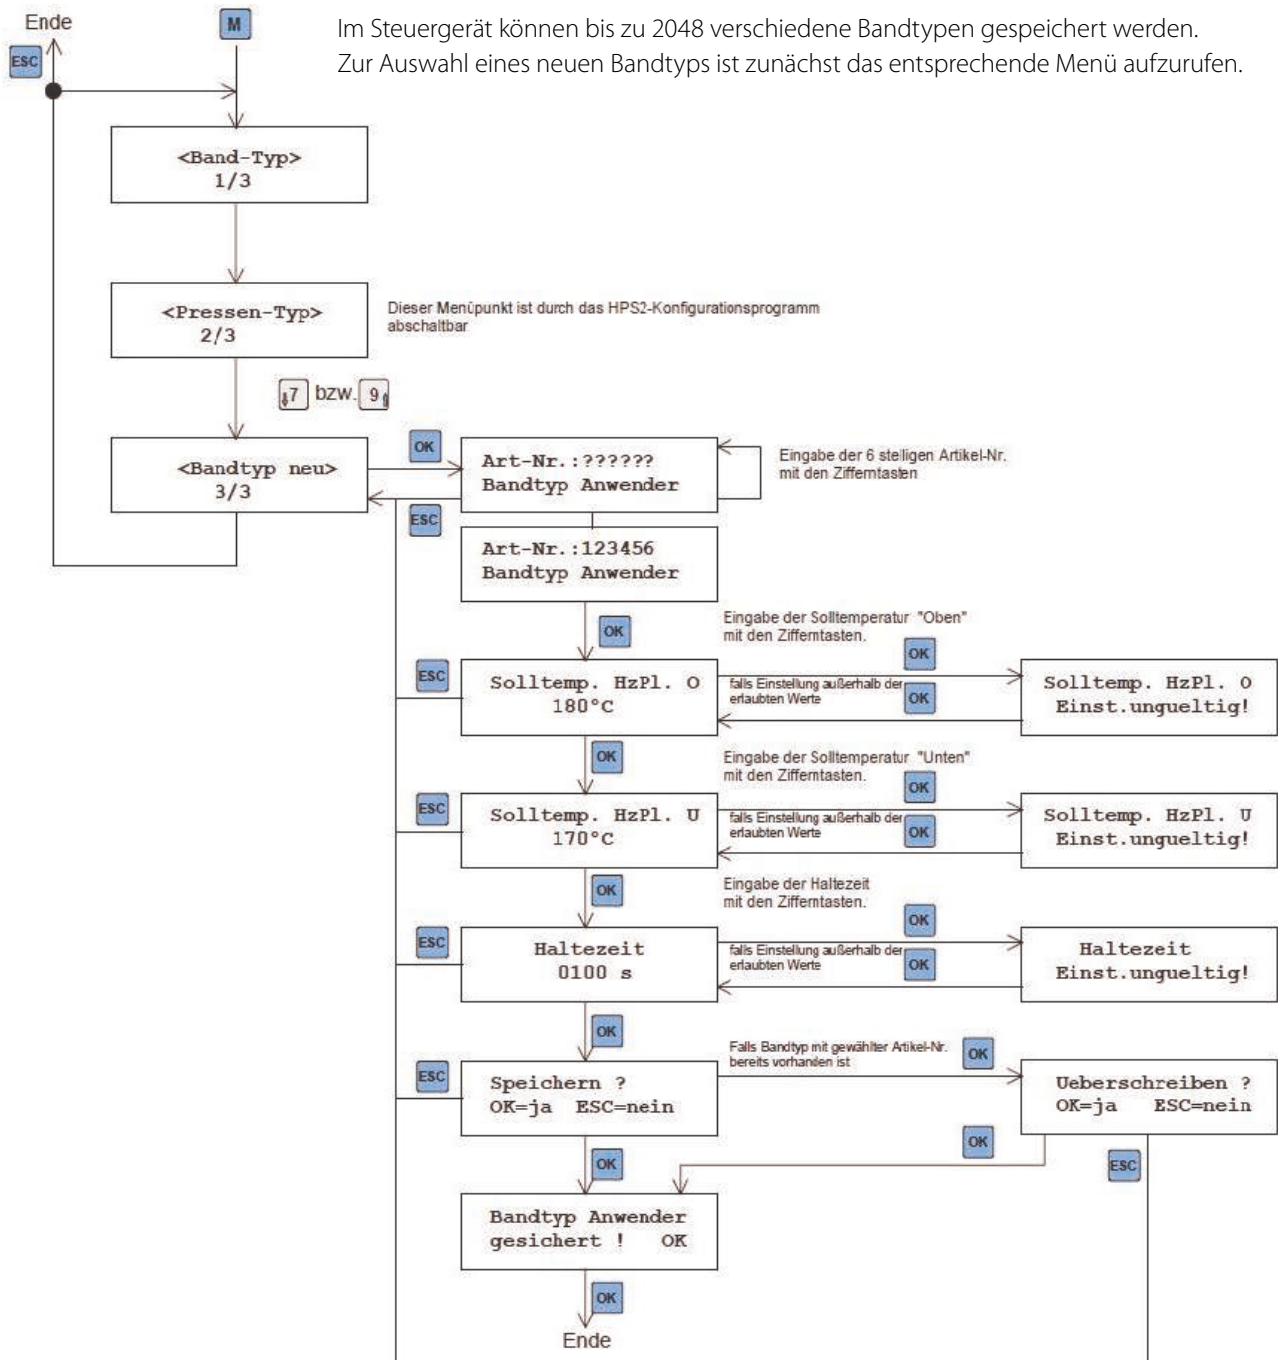 Ende
M
Im Steuergerät können bis zu 2048 verschiedene Bandtypen gespeichert werden.
ESC
Zur Auswahl eines neuen Bandtyps ist zunächst das entsprechende Menü aufzurufen.
<Band-Typ>
1/3
<Pressen-Typ>
2/3
Dieser Menüpunkt ist durch das HPS2-Konfigurationsprogramm
abschaltbar
7 bzw. 9
<Bandtyp neu>
3/3
OK
ESC
Art-Nr.:??????
Bandtyp Anwender
Eingabe der 6 stelligen Artikel-Nr.
mit den Zifferntasten
Art-Nr.:123456
Bandtyp Anwender
OK
Eingabe der Solltemperatur "Oben"
mit den Zifferntasten.
OK
ESC
Solltemp. HzPl. O
180°C
falls Einstellung außerhalb der
erlaubten Werte
OK
Solltemp. HzPl. O
Einst.ungueltig!
OK
Eingabe der Solltemperatur "Unten"
mit den Zifferntasten.
OK
ESC
Solltemp. HzPl. U
170°C
falls Einstellung außerhalb der
erlaubten Werte
OK
Solltemp. HzPl. U
Einst.ungueltig!
OK
Eingabe der Haltezeit
mit den Zifferntasten.
OK
ESC
Haltezeit
0100 s
falls Einstellung außerhalb der
erlaubten Werte
OK
Haltezeit
Einst.ungueltig!
OK
Falls Bandtyp mit gewählter Artikel-Nr.
bereits vorhanden ist
OK
ESC
Speichern ?
OK=ja ESC=nein
Ueberschreiben ?
OK=ja ESC=nein
OK
OK
ESC
Bandtyp Anwender
gesichert ! OK
OK
Ende